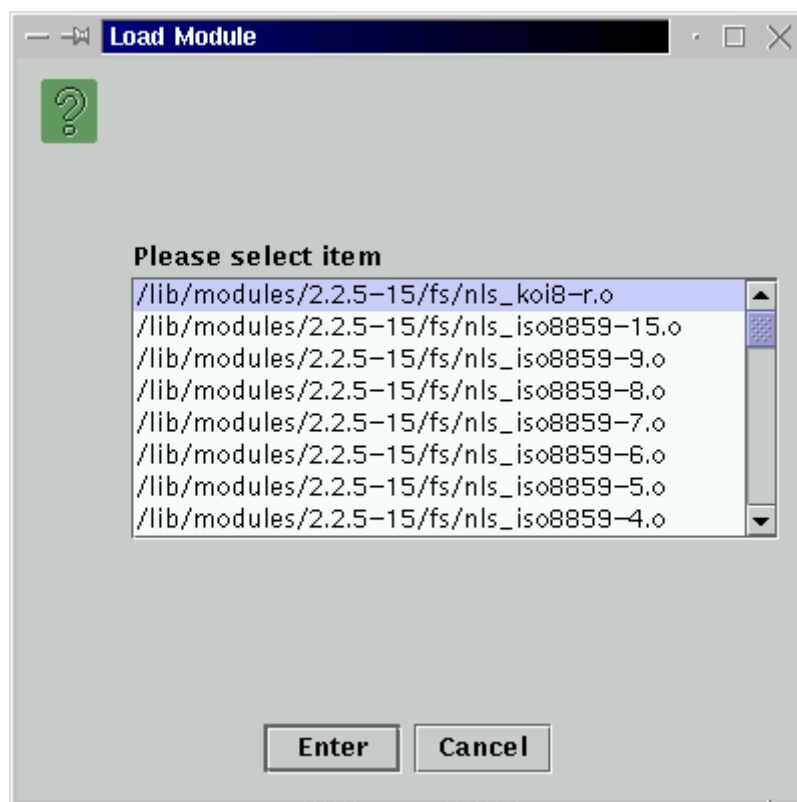 Load Module
?
Please select item
/lib/modules/2.2.5-15/fs/nls_koi8-r.o
/lib/modules/2.2.5-15/fs/nls_iso8859-15.o
/lib/modules/2.2.5-15/fs/nls_iso8859-9.o
/lib/modules/2.2.5-15/fs/nls_iso8859-8.o
/lib/modules/2.2.5-15/fs/nls_iso8859-7.o
/lib/modules/2.2.5-15/fs/nls_iso8859-6.o
/lib/modules/2.2.5-15/fs/nls_iso8859-5.o
/lib/modules/2.2.5-15/fs/nls_iso8859-4.o
Enter Cancel